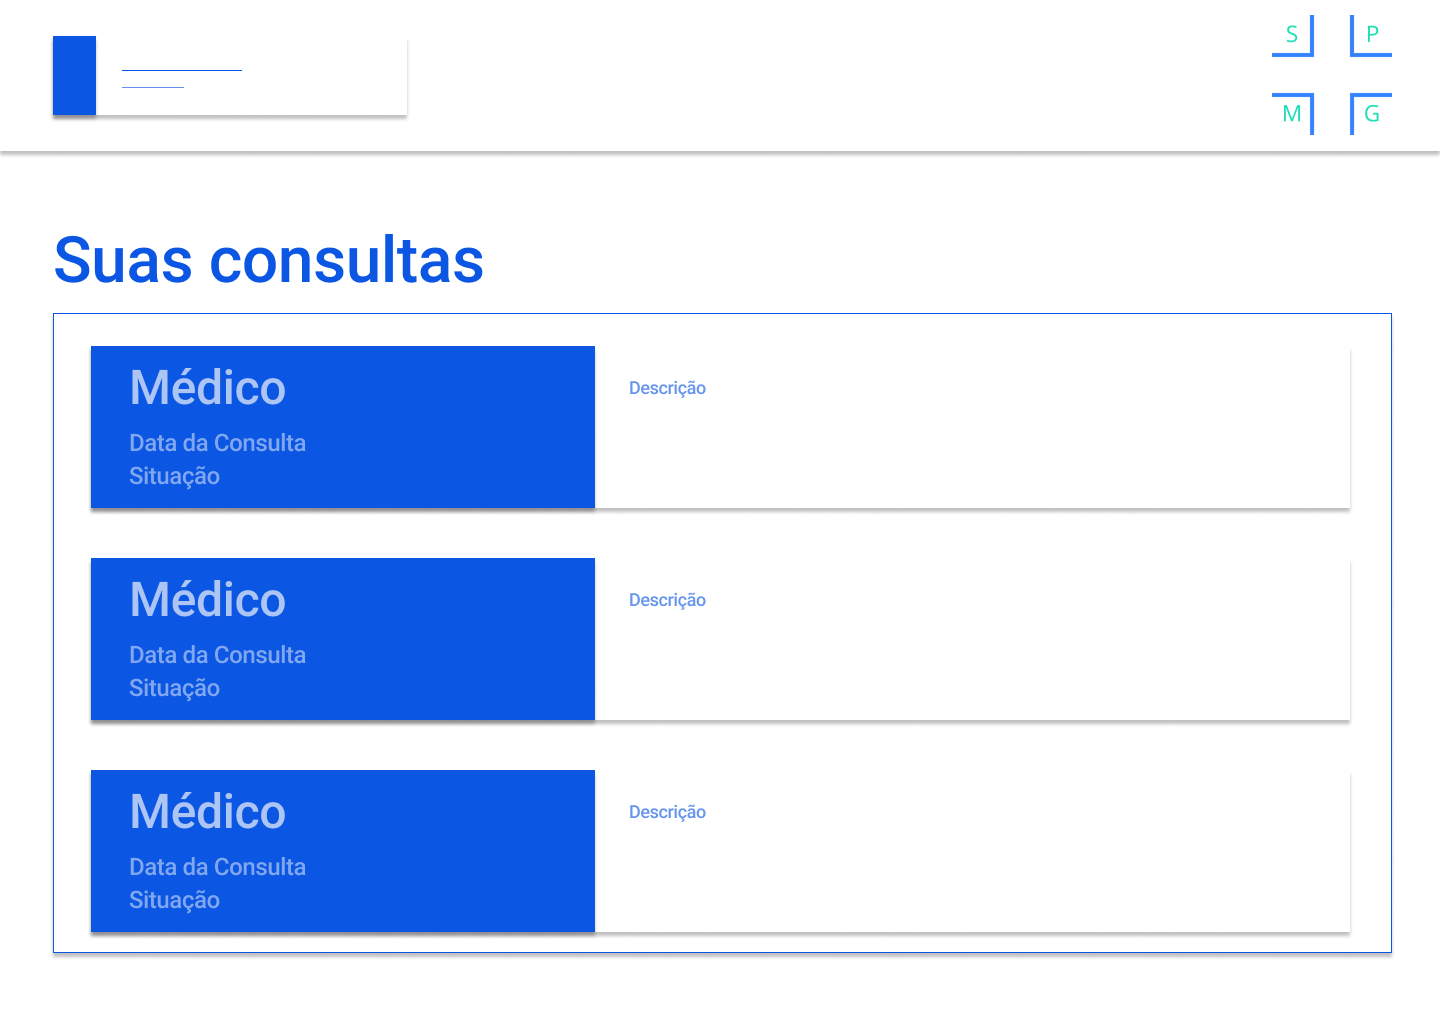 S P
M G
Suas consultas
Médico
Data da Consulta
Situação
Descrição
Médico
Data da Consulta
Situação
Descrição
Médico
Data da Consulta
Situação
Descrição